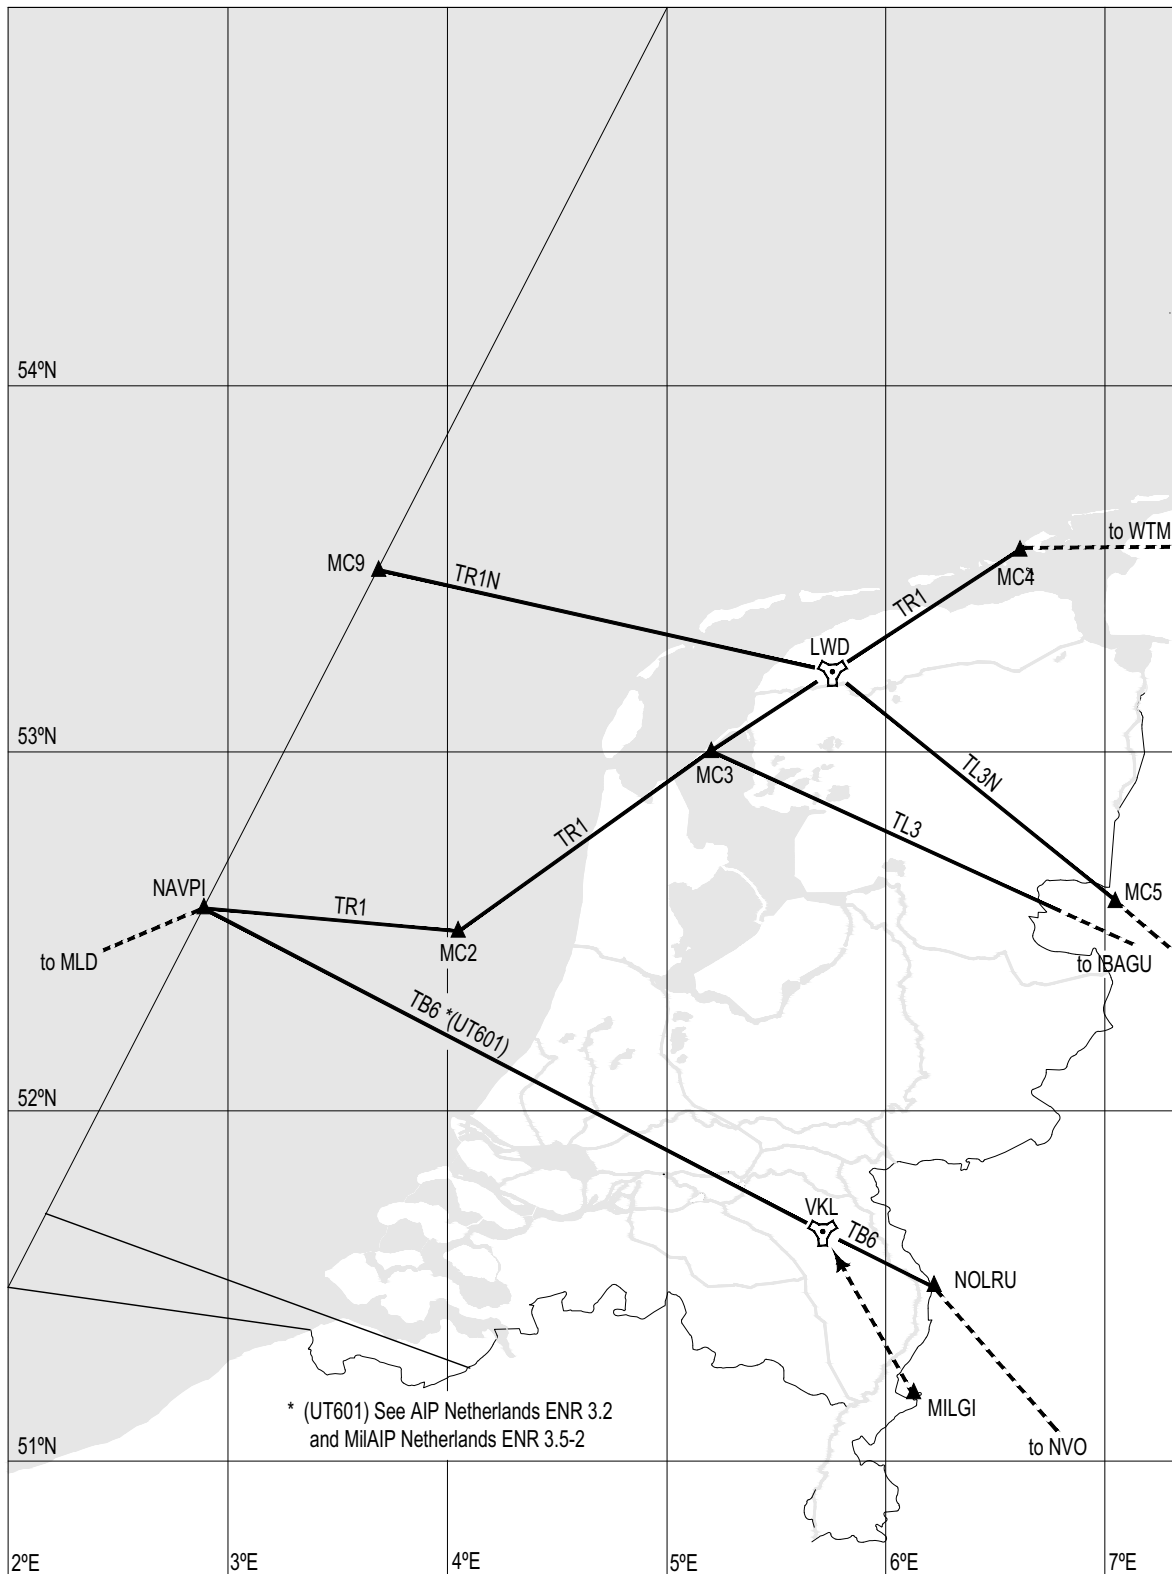 54ºN
to WTM
MC9
TR1N
MC4
TR1
LWD
53ºN
MC3
TL3N
TR1
TL3
NAVPI
MC5
TR1
MC2
to MLD
to IBAGU
TB6 *(UT601)
52ºN
VKL
TB6
NOLRU
MILGI
* (UT601) See AIP Netherlands ENR 3.2
and MilAIP Netherlands ENR 3.5-2
to NVO
51ºN
2ºE
3ºE
4ºE
5ºE
6ºE
7ºE